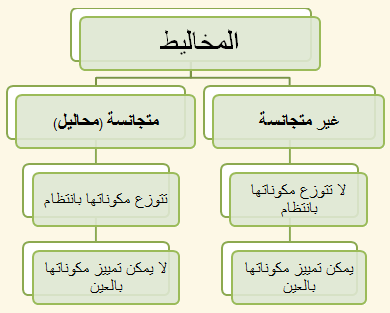 المخاليط
غير متجانسة
متجانسة (محاليل)
لا تتوزع مكوناتها
بانتظام
تتوزع مكوناتها بانتظام
يمكن تمييز مكوناتها
بالعين
لا يمكن تمييز مكوناتها
بالعين